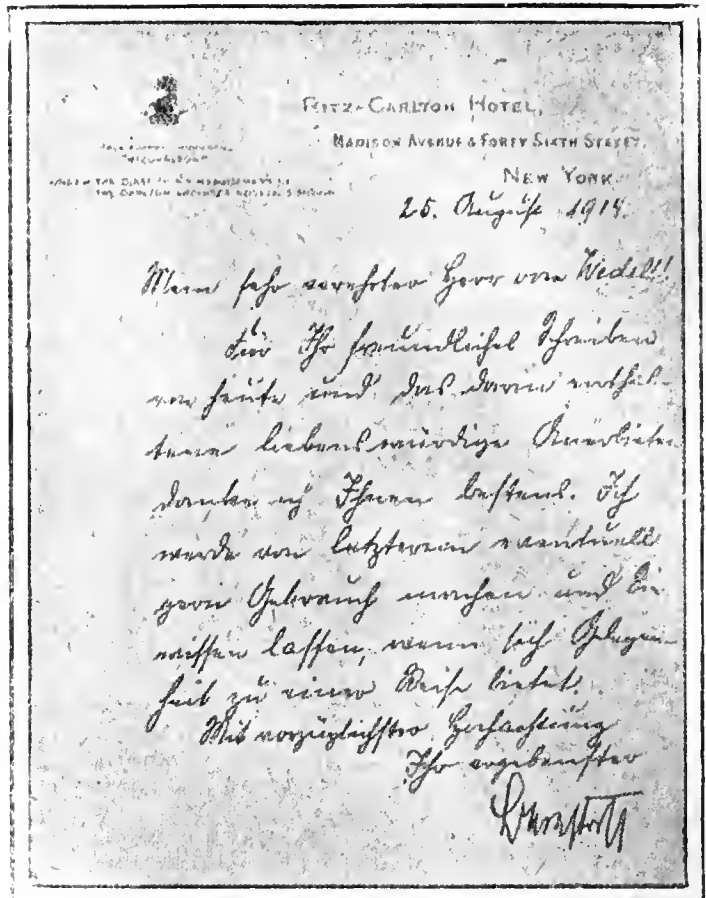 RITZ-CARLTON HOTEL,
MADISON AVENUE & FORTY SIXTH STREET,
NEW YORK.
25. August 1914.
Mein sehr verehrter Herr von Wedell!
Für Ihr freundliches Schreiben
von heute und das darin enthal-
tene liebenswürdige Anerbieten
danke ich Ihnen bestens. Ich
werde von letzterem eventuell
gern Gebrauch machen und Sie
wissen lassen, wenn sich Gelegen-
heit zu einer Reise bietet.
Mit vorzüglichster Hochachtung
Ihr ergebenster